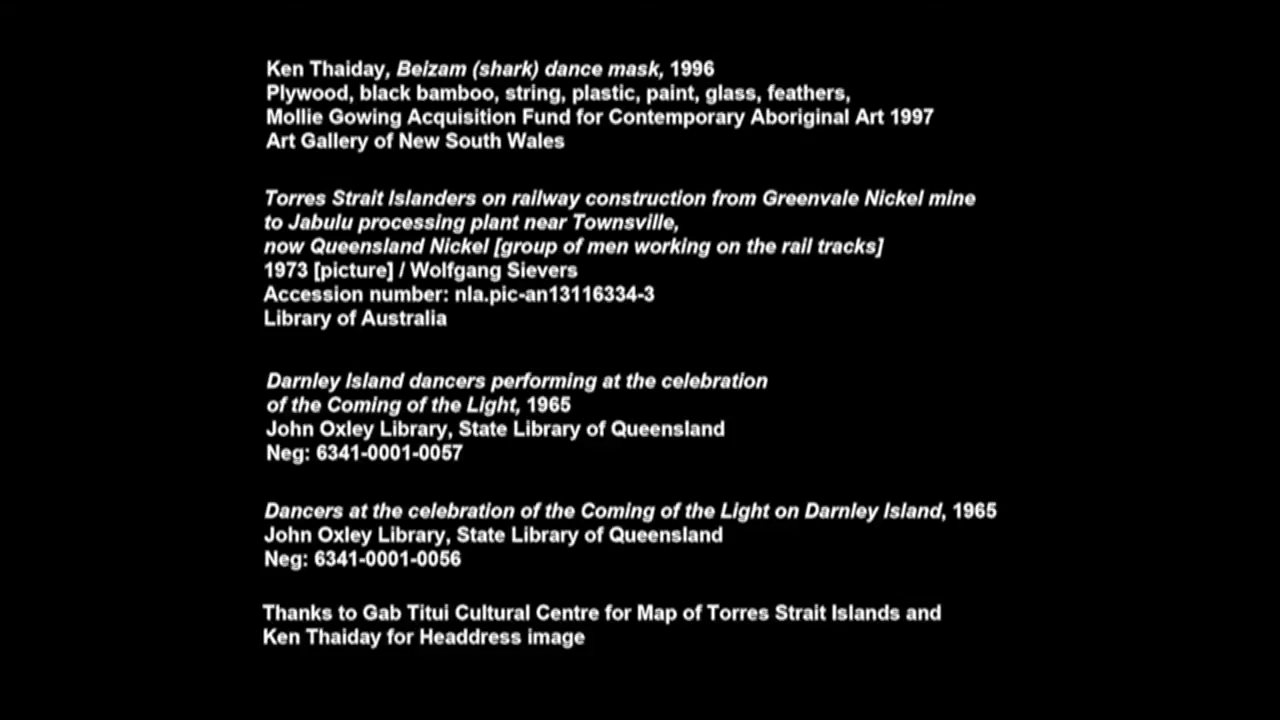 Ken Thaiday, Beizam (shark) dance mask, 1996
Plywood, black bamboo, string, plastic, paint, glass, feathers,
Mollie Gowing Acquisition Fund for Contemporary Aboriginal Art 1997
Art Gallery of New South Wales
Torres Strait Islanders on railway construction from Greenvale Nickel mine
to Jabulu processing plant near Townsville,
now Queensland Nickel [group of men working on the rail tracks]
1973 [picture] / Wolfgang Sievers
Accession number: nla.pic-an13116334-3
Library of Australia
Darnley Island dancers performing at the celebration
of the Coming of the Light, 1965
John Oxley Library, State Library of Queensland
Neg: 6341-0001-0057
Dancers at the celebration of the Coming of the Light on Darnley Island, 1965
John Oxley Library, State Library of Queensland
Neg: 6341-0001-0056
Thanks to Gab Titui Cultural Centre for Map of Torres Strait Islands and
Ken Thaiday for Headdress image